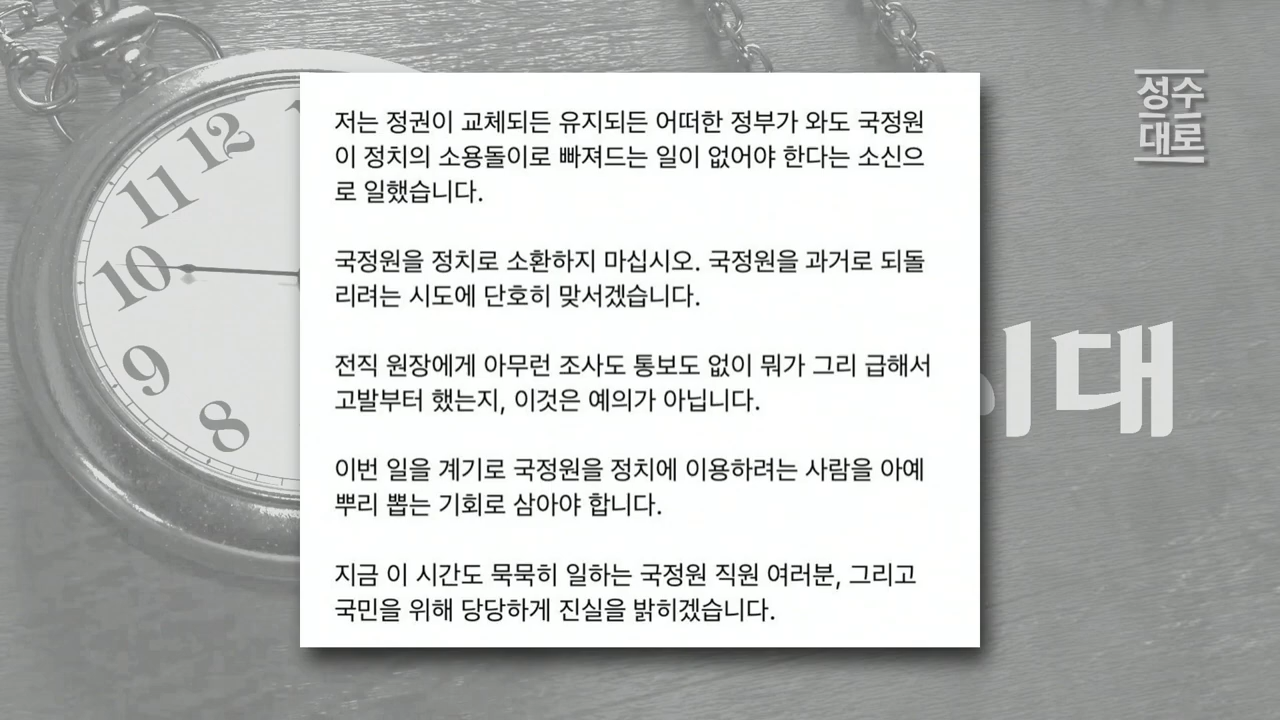 성수
대로
저는 정권이 교체되든 유지되든 어떠한 정부가 와도 국정원
이 정치의 소용돌이로 빠져드는 일이 없어야 한다는 소신으
로 일했습니다.
국정원을 정치로 소환하지 마십시오. 국정원을 과거로 되돌
리려는 시도에 단호히 맞서겠습니다.
전직 원장에게 아무런 조사도 통보도 없이 뭐가 그리 급해서
고발부터 했는지, 이것은 예의가 아닙니다.
이번 일을 계기로 국정원을 정치에 이용하려는 사람을 아예
뿌리 뽑는 기회로 삼아야 합니다.
지금 이 시간도 묵묵히 일하는 국정원 직원 여러분, 그리고
국민을 위해 당당하게 진실을 밝히겠습니다.
12
11
10
9
8
대